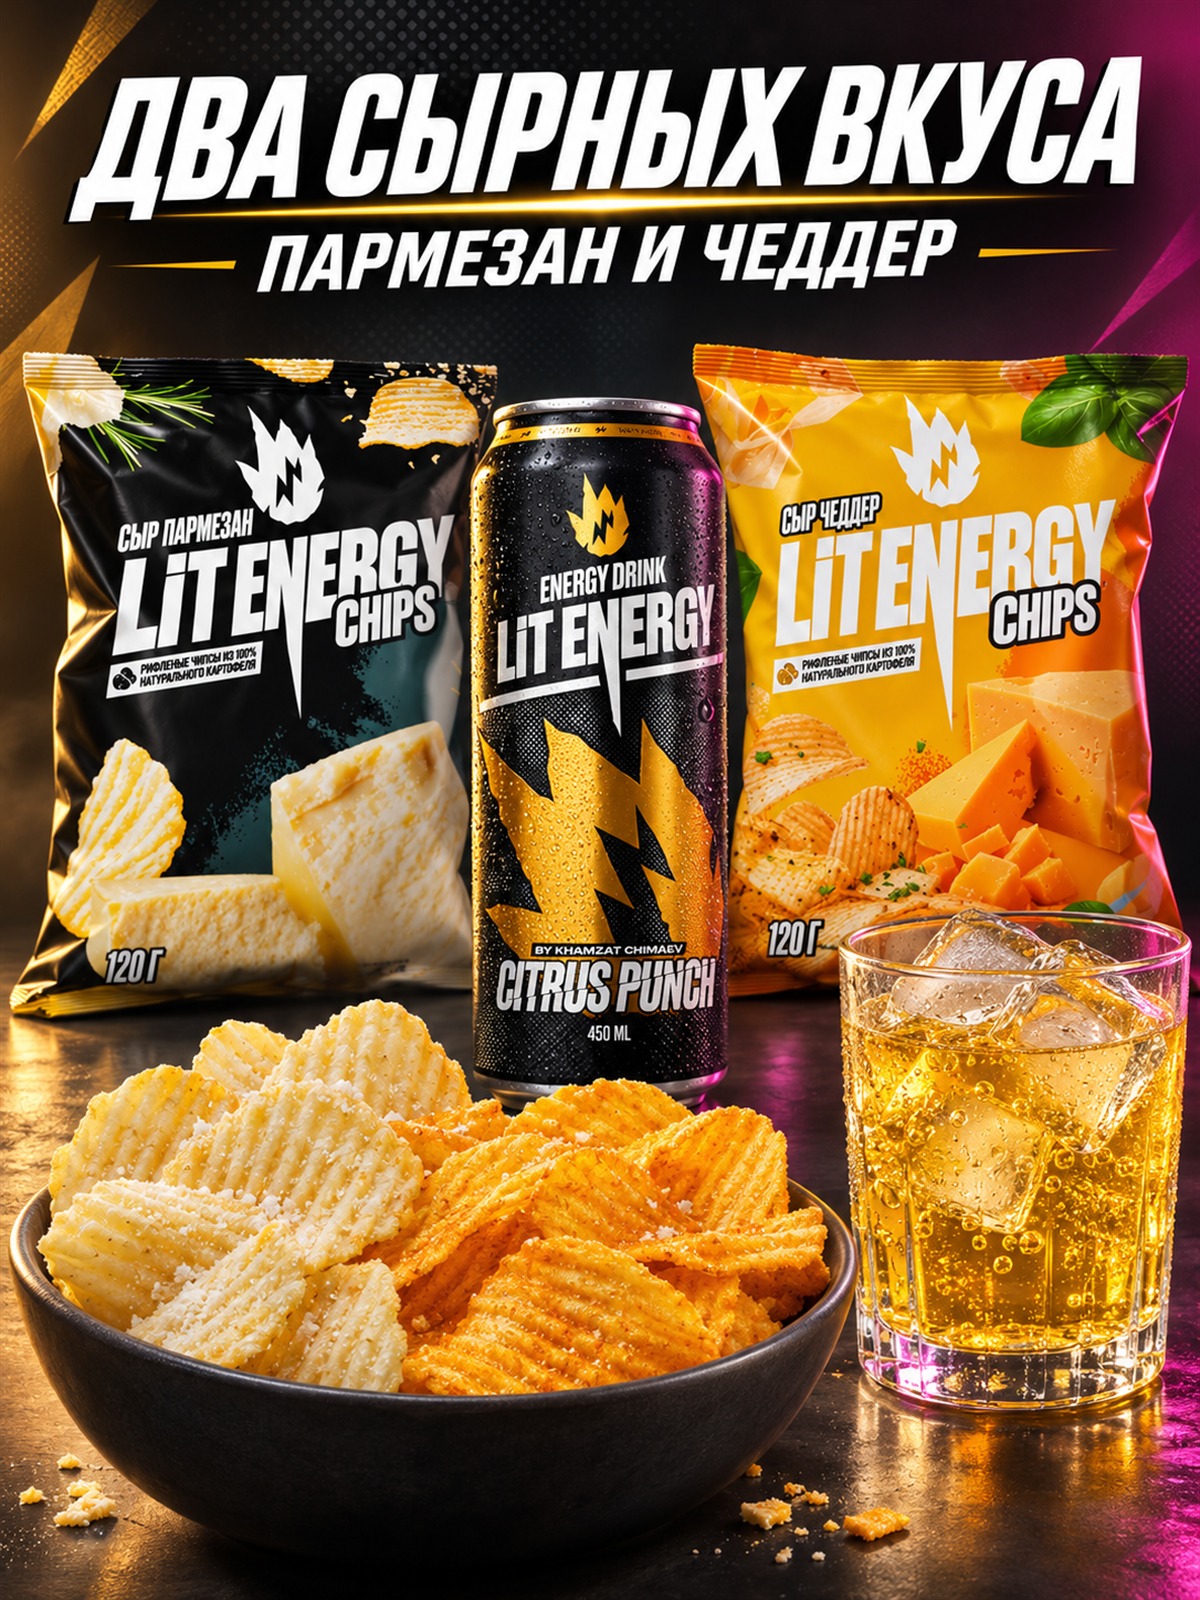 ДВА СЫРНЫХ ВКУСА
ПАРМЕЗАН И ЧЕДДЕР
СЫР ПАРМЕЗАН
LIT ENERGY
CHIPS
РИФЛЕНЫЕ ЧИПСЫ ИЗ 100%
НАТУРАЛЬНОГО КАРТОФЕЛЯ
120 Г
ENERGY DRINK
LIT ENERGY
BY KHAMZAT CHIMAEV
CITRUS PUNCH
450 ML
СЫР ЧЕДДЕР
LIT ENERGY
CHIPS
РИФЛЕНЫЕ ЧИПСЫ ИЗ 100%
НАТУРАЛЬНОГО КАРТОФЕЛЯ
120 Г